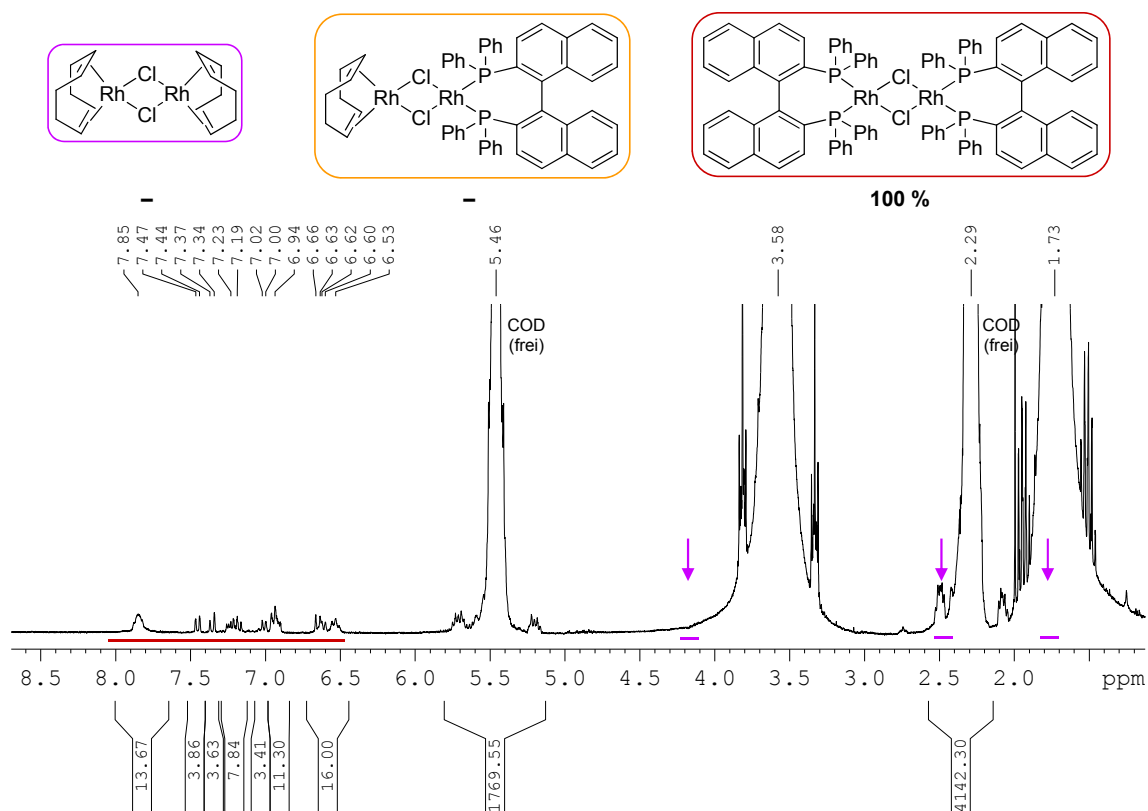 Cl
Rh Rh
Cl
Cl
Rh Rh
Cl
Ph Ph
P
P
Ph
Ph
Ph Ph Ph Ph
P Cl P
Rh Rh
P Cl P
Ph Ph
Ph Ph
– – 100 %
7.85
7.47
7.44
7.37
7.34
7.23
7.19
7.02
7.00
6.94
6.66
6.63
6.62
6.60
6.53
5.46
3.58
2.29
1.73
COD
(frei)
COD
(frei)
8.5 8.0 7.5 7.0 6.5 6.0 5.5 5.0 4.5 4.0 3.5 3.0 2.5 2.0 ppm
13.67
3.86
3.63
7.84
3.41
11.30
16.00
1769.55
4142.30